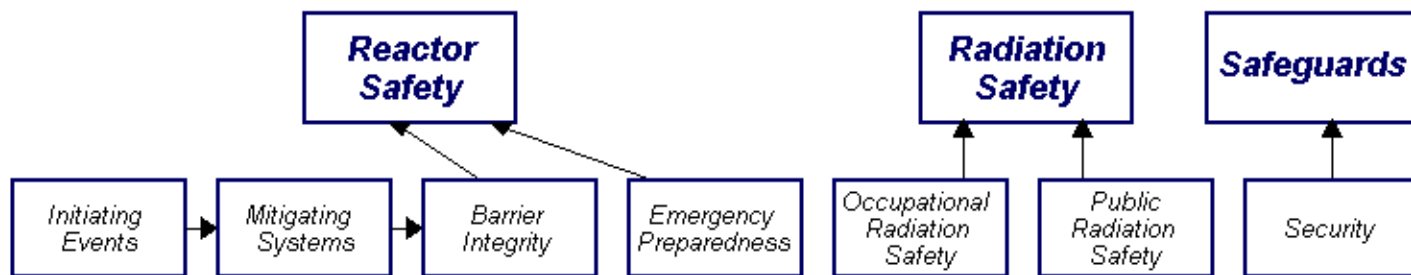 Reactor
Safety
Radiation
Safety
Safeguards
Initiating
Events
Mitigating
Systems
Barrier
Integrity
Emergency
Preparedness
Occupational
Radiation
Safety
Public
Radiation
Safety
Security